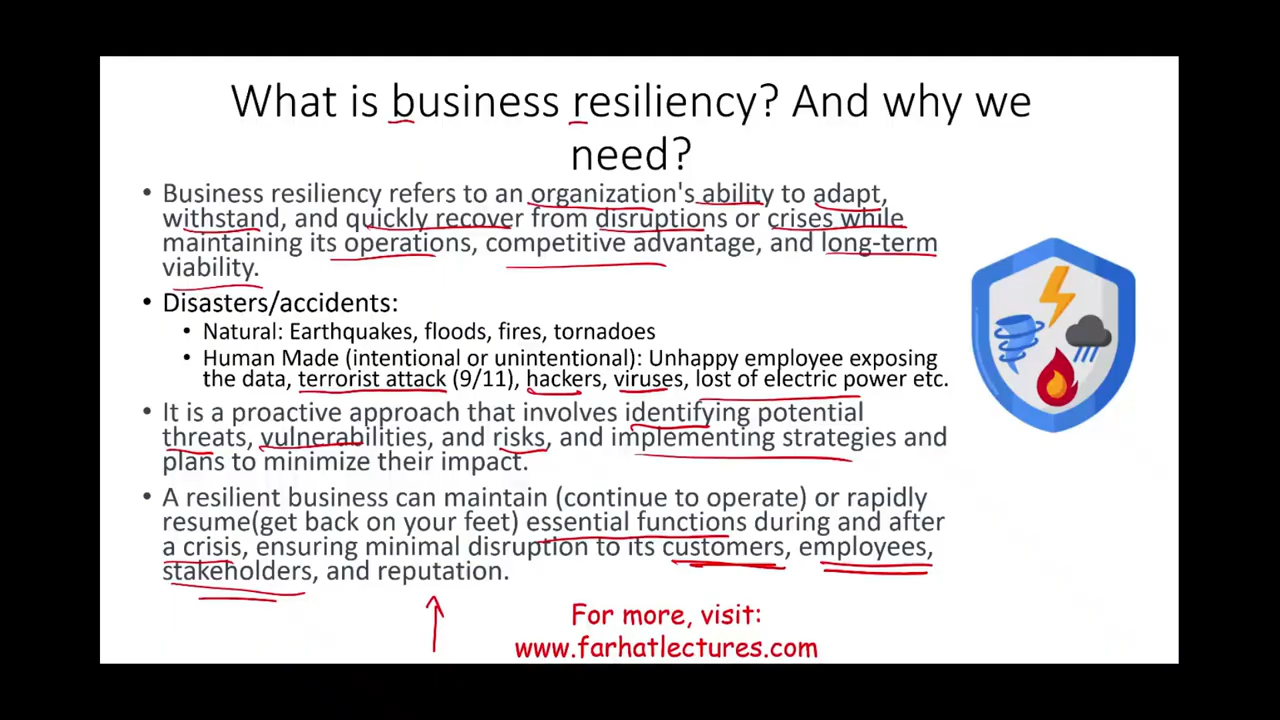 What is business resiliency? And why we
need?
• Business resiliency refers to an organization's ability to adapt,
withstand, and quickly recover from disruptions or crises while
maintaining its operations, competitive advantage, and long-term
viability.
• Disasters/accidents:
• Natural: Earthquakes, floods, fires, tornadoes
• Human Made (intentional or unintentional): Unhappy employee exposing
the data, terrorist attack (9/11), hackers, viruses, lost of electric power etc.
• It is a proactive approach that involves identifying potential
threats, vulnerabilities, and risks, and implementing strategies and
plans to minimize their impact.
• A resilient business can maintain (continue to operate) or rapidly
resume(get back on your feet) essential functions during and after
a crisis, ensuring minimal disruption to its customers, employees,
stakeholders, and reputation.
For more, visit:
www.farhatlectures.com